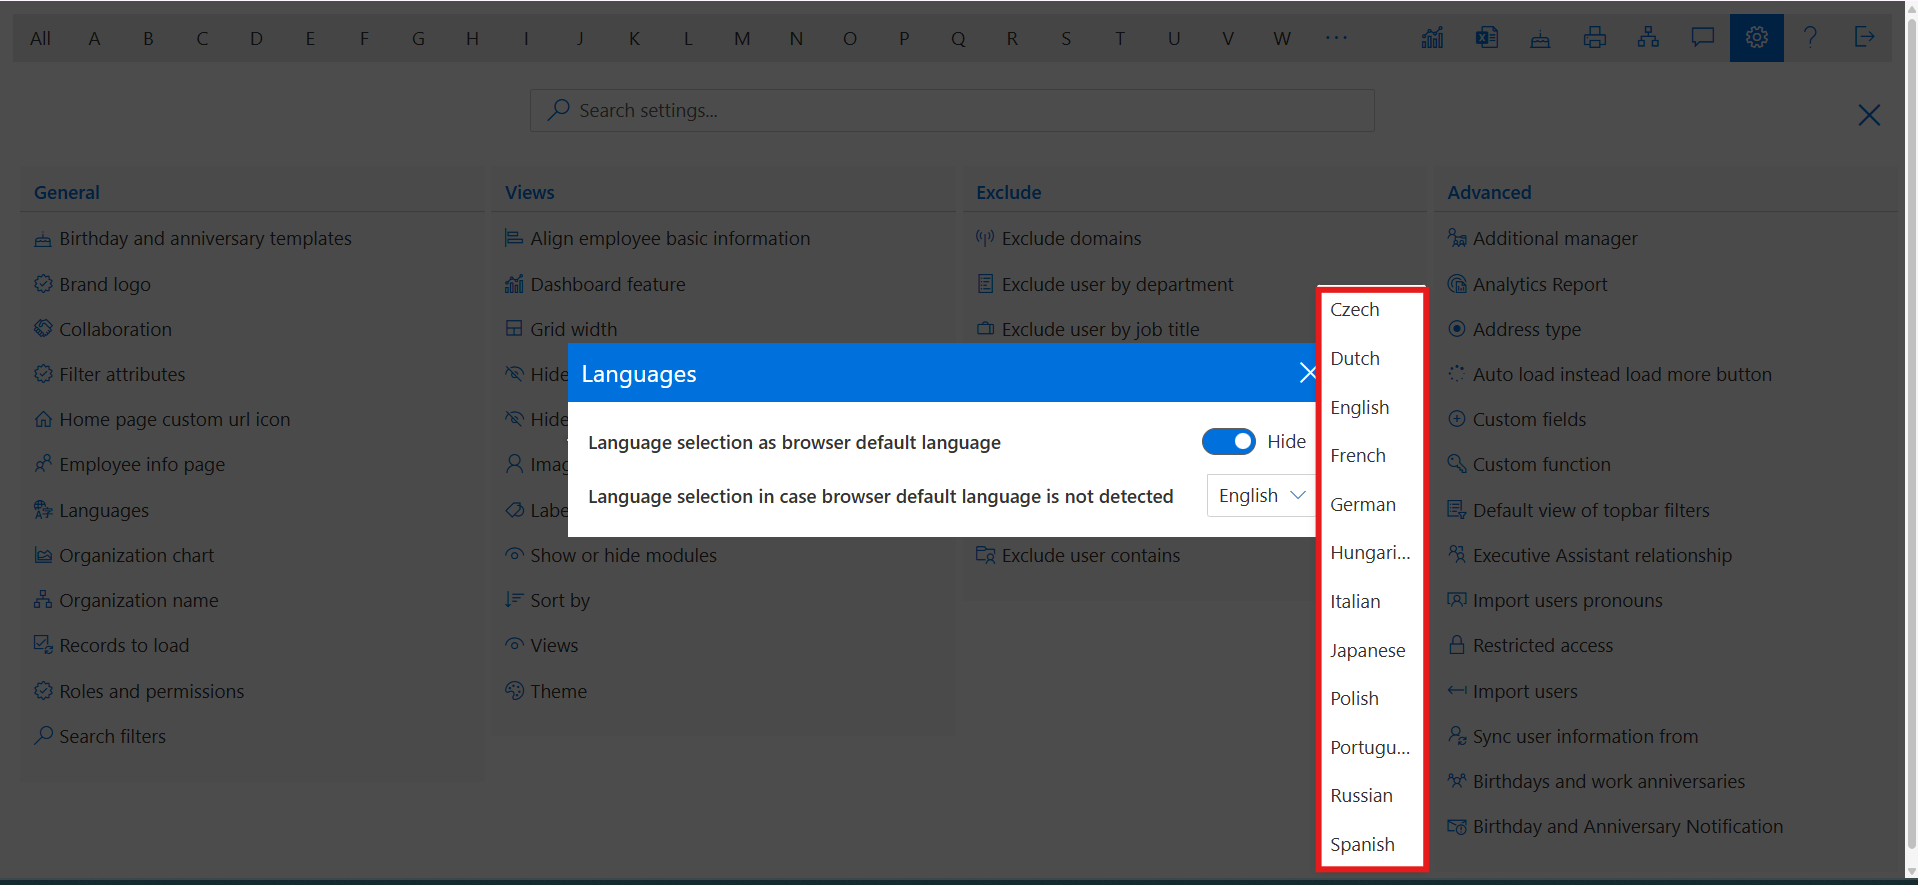 All A B C D E F G H I J K L M N O P Q R S T U V W ...
Search settings...
General
Birthday and anniversary templates
Brand logo
Collaboration
Filter attributes
Home page custom url icon
Employee info page
Languages
Organization chart
Organization name
Records to load
Roles and permissions
Search filters
Views
Align employee basic information
Dashboard feature
Grid width
Hide
Hide
Show or hide modules
Sort by
Views
Theme
Exclude
Exclude domains
Exclude user by department
Exclude user by job title
Exclude user contains
Languages
Language selection as browser default language
Hide
Language selection in case browser default language is not detected
English
Czech
Dutch
English
French
German
Hungari...
Italian
Japanese
Polish
Portugu...
Russian
Spanish
Advanced
Additional manager
Analytics Report
Address type
Auto load instead load more button
Custom fields
Custom function
Default view of topbar filters
Executive Assistant relationship
Import users pronouns
Restricted access
Import users
Sync user information from
Birthdays and work anniversaries
Birthday and Anniversary Notification